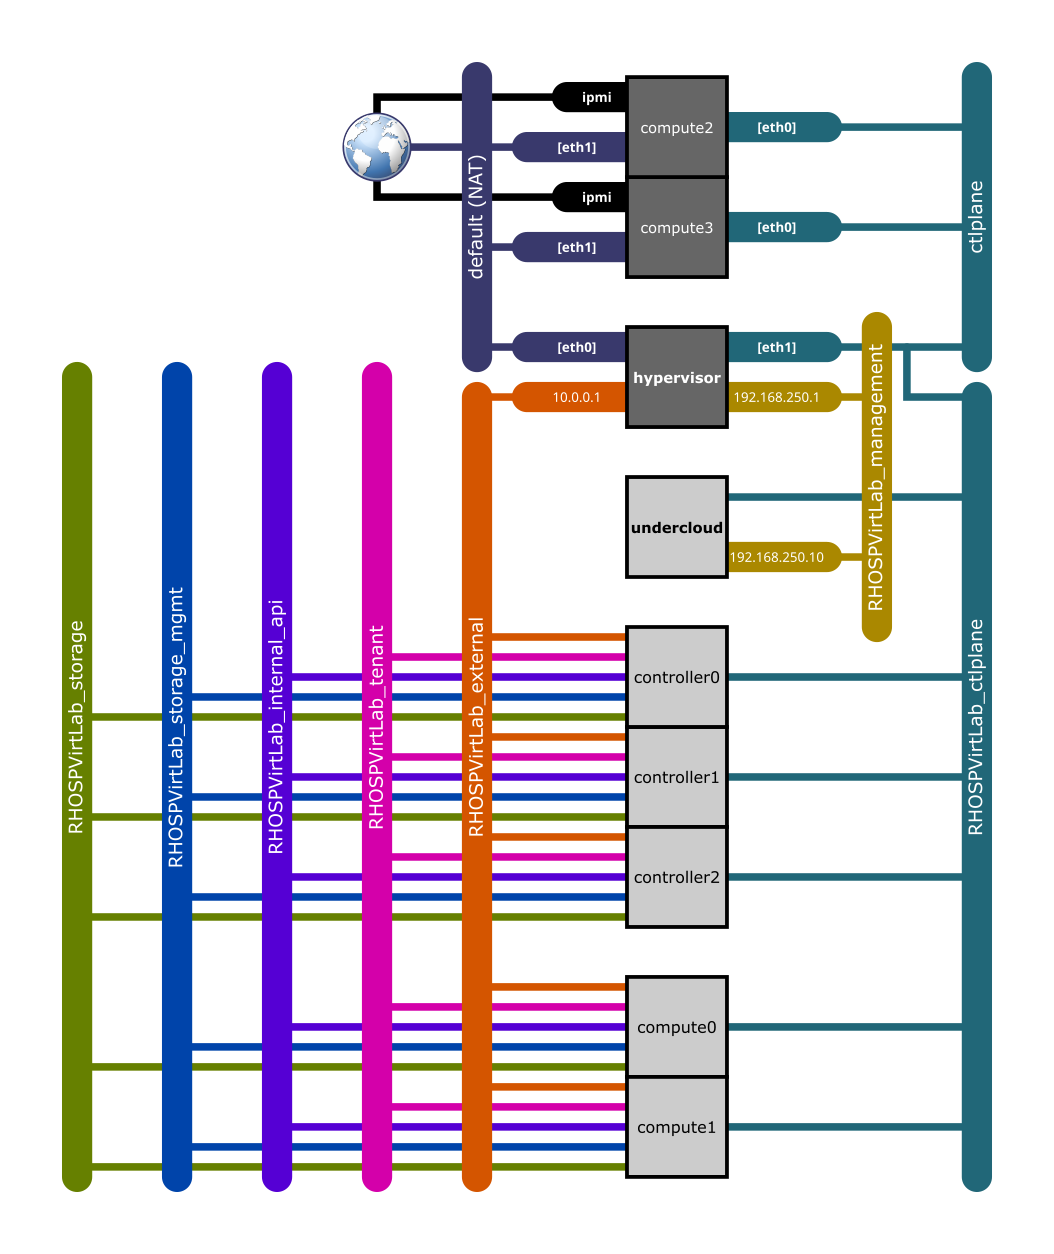 ipmi
compute2
[eth0]
[eth1]
default (NAT)
ctlplane
ipmi
compute3
[eth0]
[eth1]
[eth0]
hypervisor
[eth1]
10.0.0.1
192.168.250.1
RHOSPVirtLab_management
undercloud
192.168.250.10
RHOSPVirtLab_storage
RHOSPVirtLab_storage_mgmt
RHOSPVirtLab_internal_api
RHOSPVirtLab_tenant
RHOSPVirtLab_external
RHOSPVirtLab_ctlplane
controller0
controller1
controller2
compute0
compute1